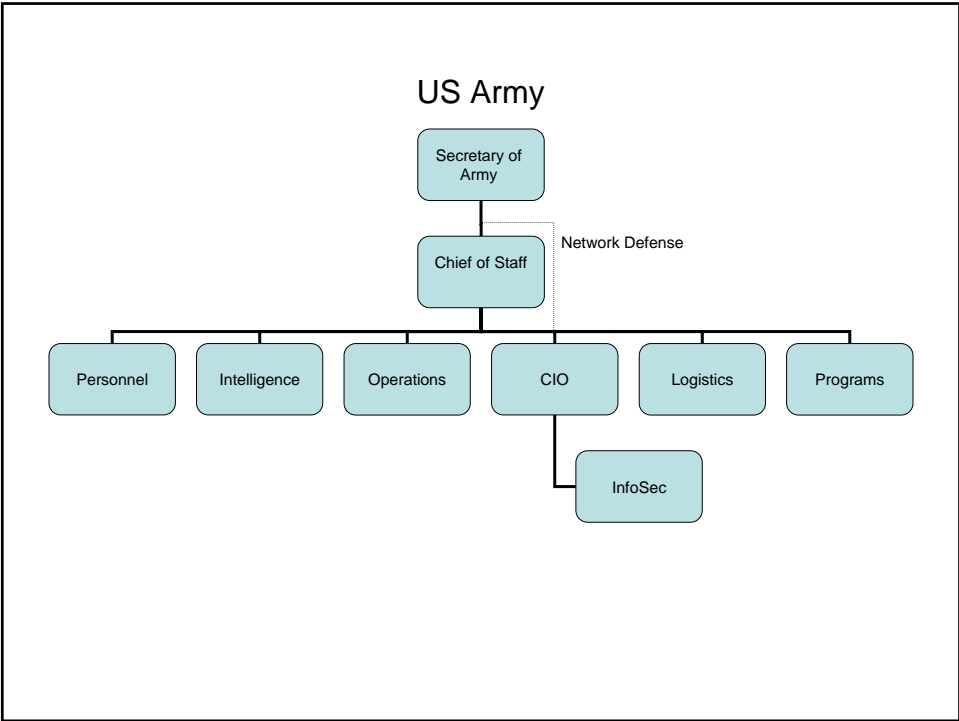 US Army
Secretary of
Army
Network Defense
Chief of Staff
Personnel
Intelligence
Operations
CIO
Logistics
Programs
InfoSec